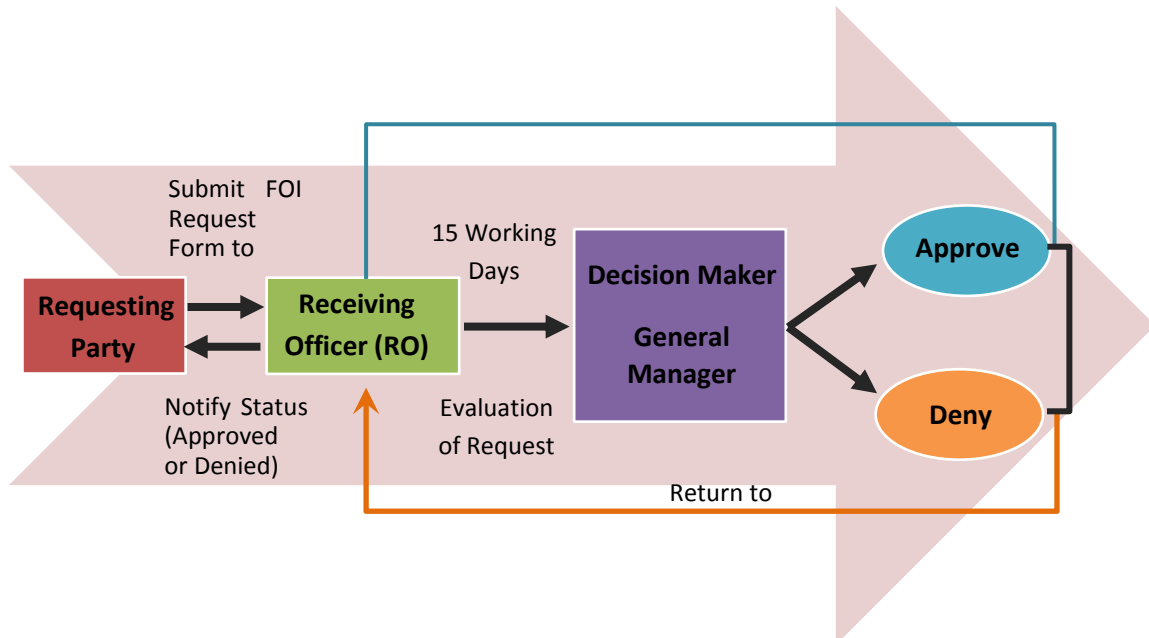 Submit FOI
Request
Form to
15 Working
Days
Requesting
Party
Receiving
Officer (RO)
Decision Maker
General
Manager
Approve
Deny
Notify Status
(Approved
or Denied)
Evaluation
of Request
Return to